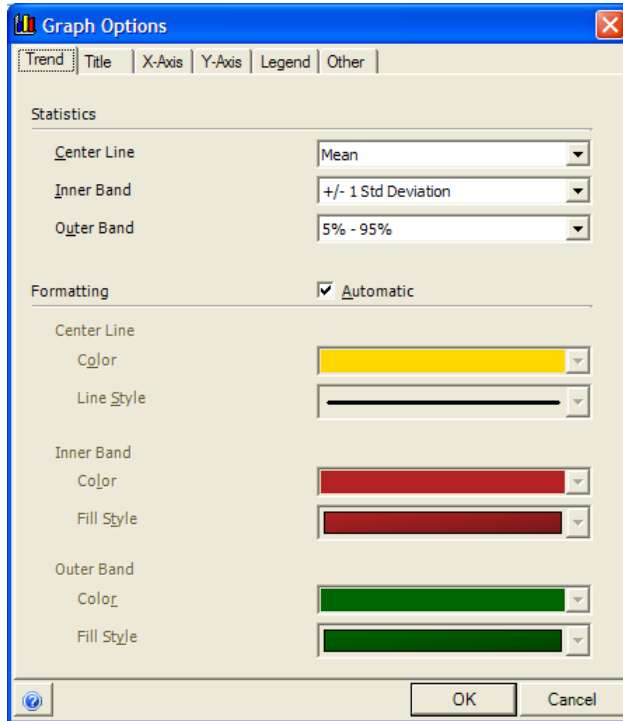 Graph Options
Trend Title X-Axis Y-Axis Legend Other
Statistics
Center Line Mean
Inner Band +/- 1 Std Deviation
Outer Band 5% - 95%
Formatting Automatic
Center Line
Color
Line Style
Inner Band
Color
Fill Style
Outer Band
Color
Fill Style
? OK Cancel